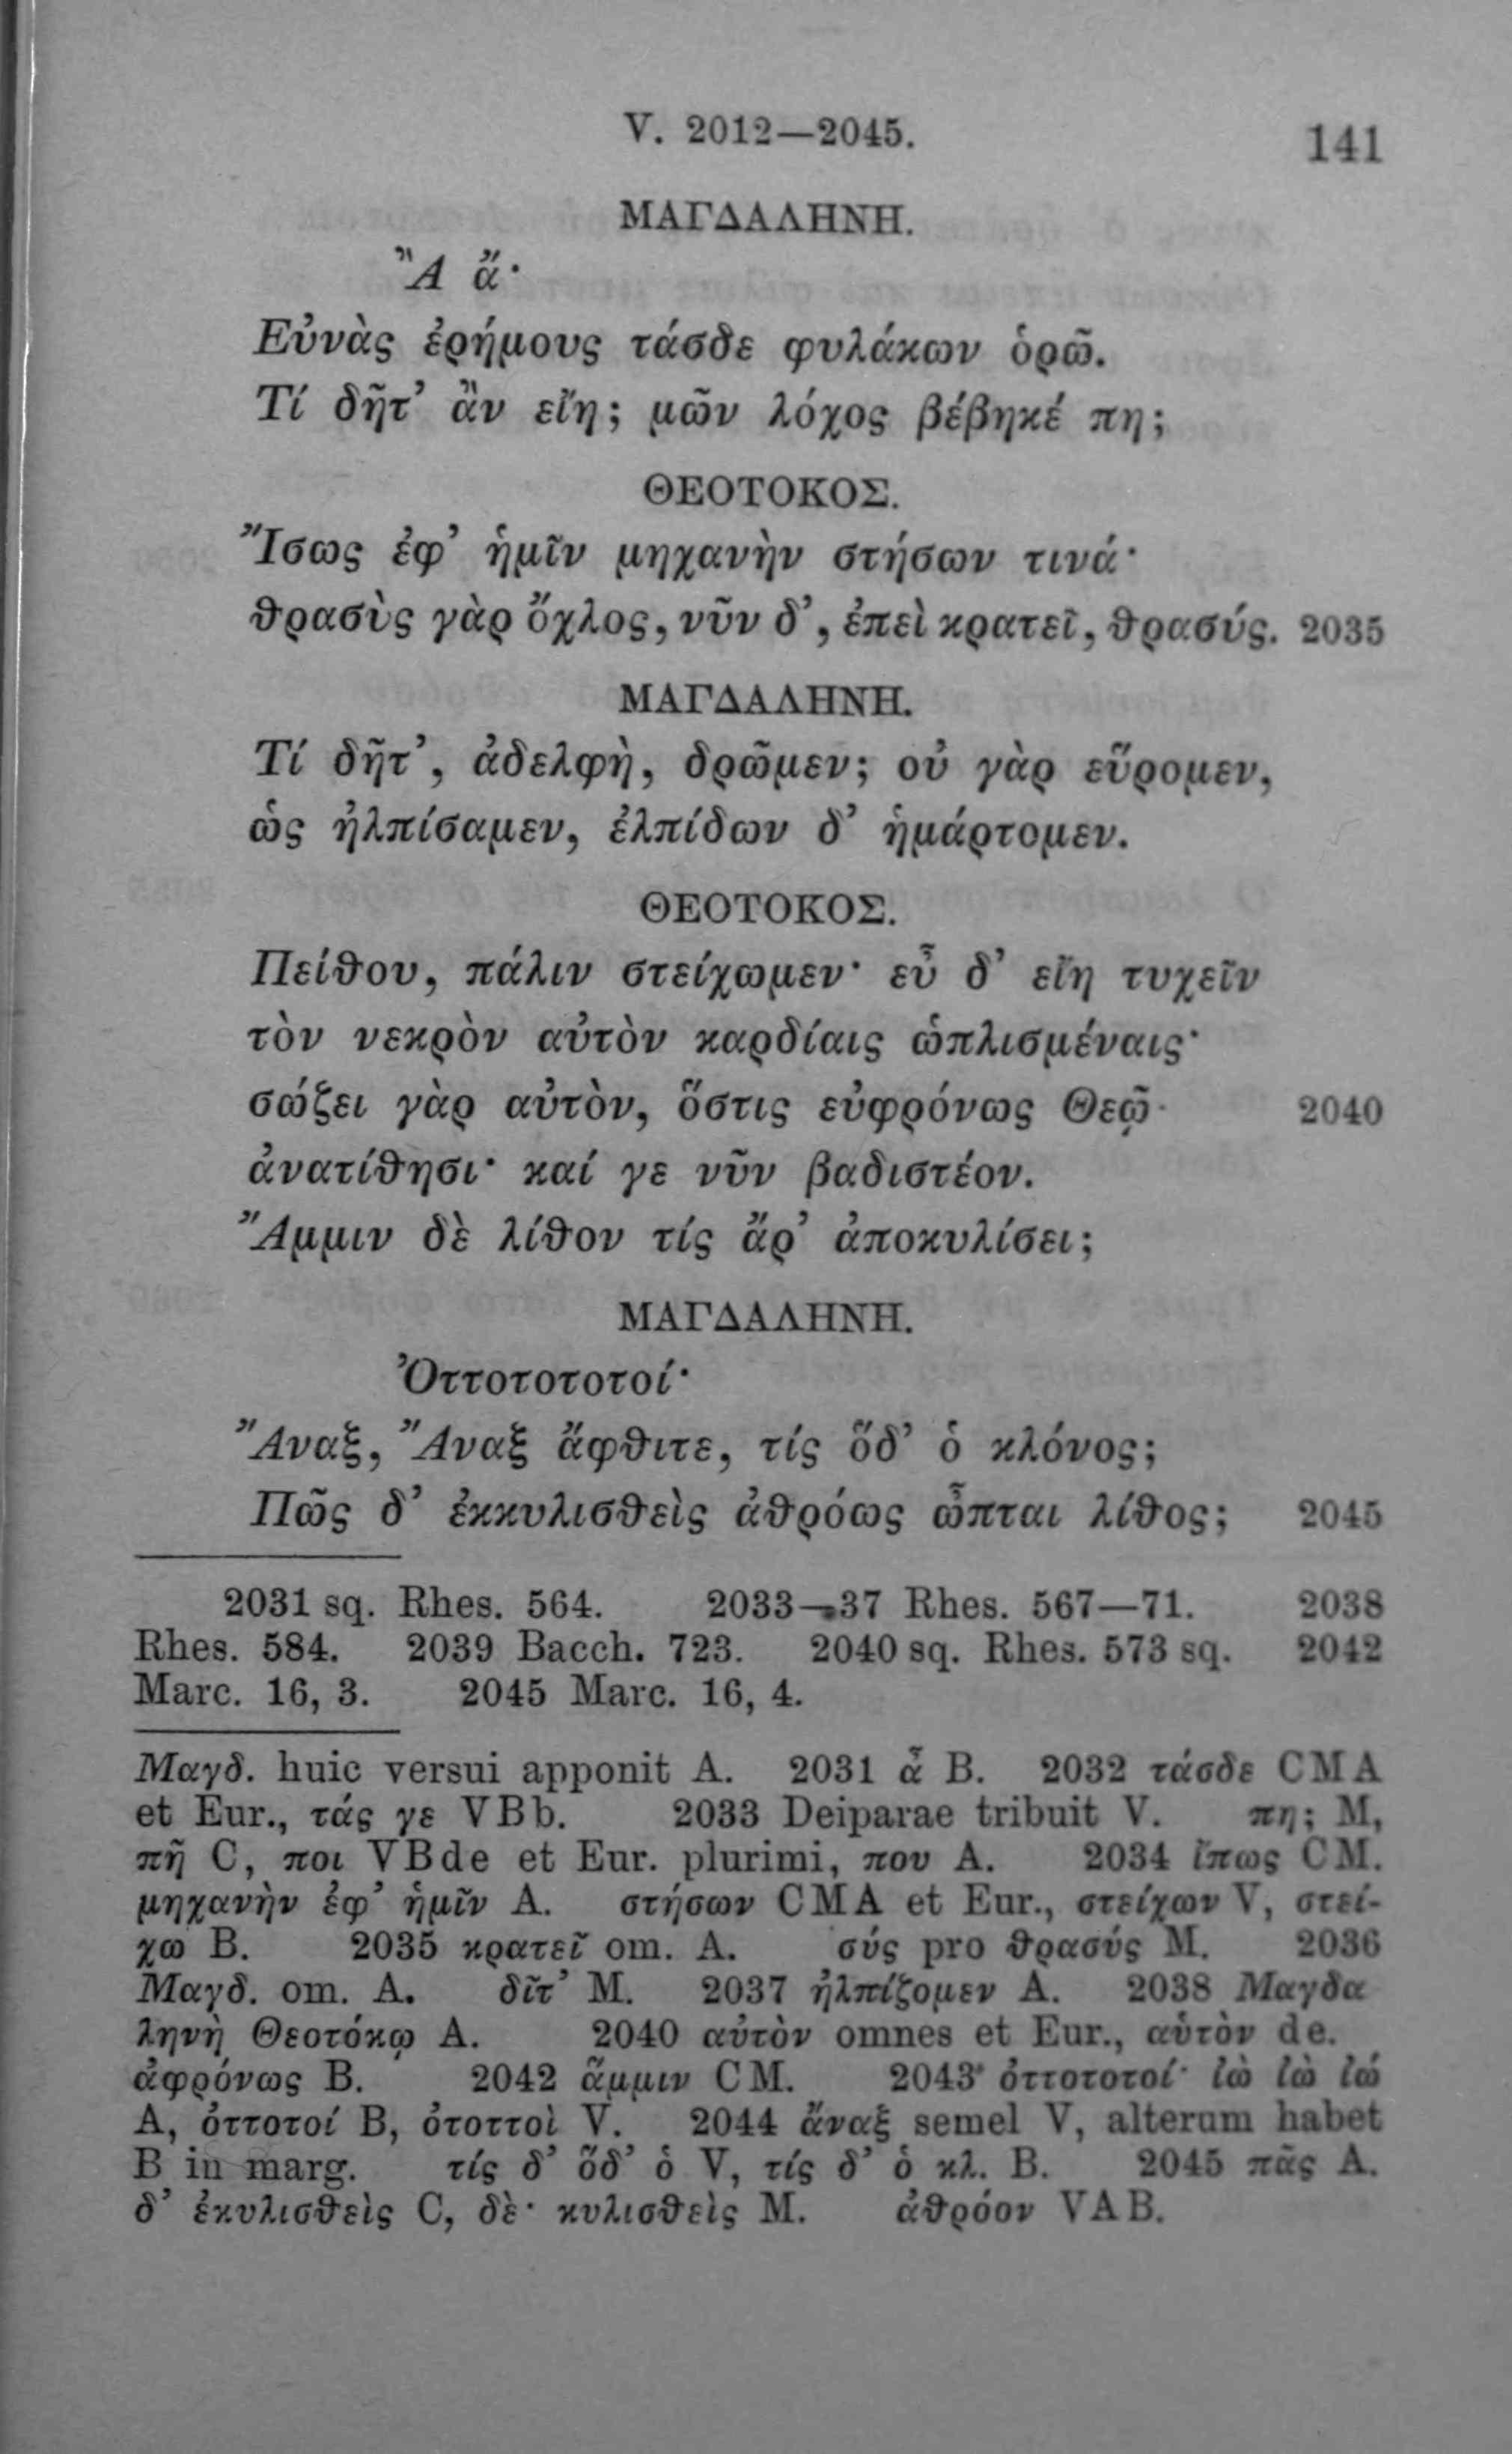 V. 2012—2045.
141
ΜΑΓΔΑΛΗΝΗ.
Ἂ ἄ·
Εὐνὰς ἐρήμους τάσδε φυλάκων ὁρῶ.
Τί δῆτ’ ἂν εἴη; μῶν λόχος βέβηκέ πη;
ΘΕΟΤΟΚΟΣ.
Ἴσως ἐφ’ ἡμῖν μηχανὴν στήσων τινά·
θρασὺς γὰρ ὄχλος, νῦν δ’, ἐπεὶ κρατεῖ, θρασύς. 2035
ΜΑΓΔΑΛΗΝΗ.
Τί δῆτ’, ἀδελφὴ, δρῶμεν; οὐ γὰρ εὕρομεν,
ὡς ἠλπίσαμεν, ἐλπίδων δ’ ἡμάρτομεν.
ΘΕΟΤΟΚΟΣ.
Πείθου, πάλιν στείχωμεν· εὖ δ’ εἴη τυχεῖν
τὸν νεκρὸν αὐτὸν καρδίαις ὡπλισμέναις·
σώζει γὰρ αὐτὸν, ὅστις εὐφρόνως Θεῷ 2040
ἀνατίθησι· καί γε νῦν βαδιστέον.
Ἄμμιν δὲ λίθον τίς ἄρ’ ἀποκυλίσει;
ΜΑΓΔΑΛΗΝΗ.
Ὀττοτοτοτοί·
Ἄναξ, Ἄναξ ἄφθιτε, τίς ὅδ’ ὁ κλόνος;
Πῶς δ’ ἐκκυλισθεὶς ἀθρόως ὦπται λίθος; 2045
2031 sq. Rhes. 564. 2033—37 Rhes. 567—71. 2038
Rhes. 584. 2039 Bacch. 723. 2040 sq. Rhes. 573 sq. 2042
Marc. 16, 3. 2045 Marc. 16, 4.
Μαγδ. huic versui apponit A. 2031 ἆ B. 2032 τάσδε CMA
et Eur., τάς γε VBb. 2033 Deiparae tribuit V. πη; M,
πῆ C, ποι VBde et Eur. plurimi, που A. 2034 ἵπως CM.
μηχανὴν ἐφ’ ἡμῖν A. στήσων CMA et Eur., στείχων V, στεί-
χω B. 2035 κρατεῖ om. A. σύς pro θρασύς M. 2036
Μαγδ. om. A. δῖτ’ M. 2037 ἠλπίζομεν A. 2038 Μαγδα
ληνὴ Θεοτόκῳ A. 2040 αὐτὸν omnes et Eur., αὑτὸν de.
ἀφρόνως B. 2042 ἅμμιν CM. 2043 ὀττοτοτοί· ἰὼ ἰὼ ἰώ
A, ὀττοτοί B, ὀτοττοὶ V. 2044 ἄναξ semel V, alterum habet
B in marg. τίς δ’ ὅδ’ ὁ V, τίς δ’ ὁ κλ. B. 2045 πᾶς A.
δ’ ἐκυλισθεὶς C, δὲ· κυλισθεὶς M. ἀθρόον VAB.